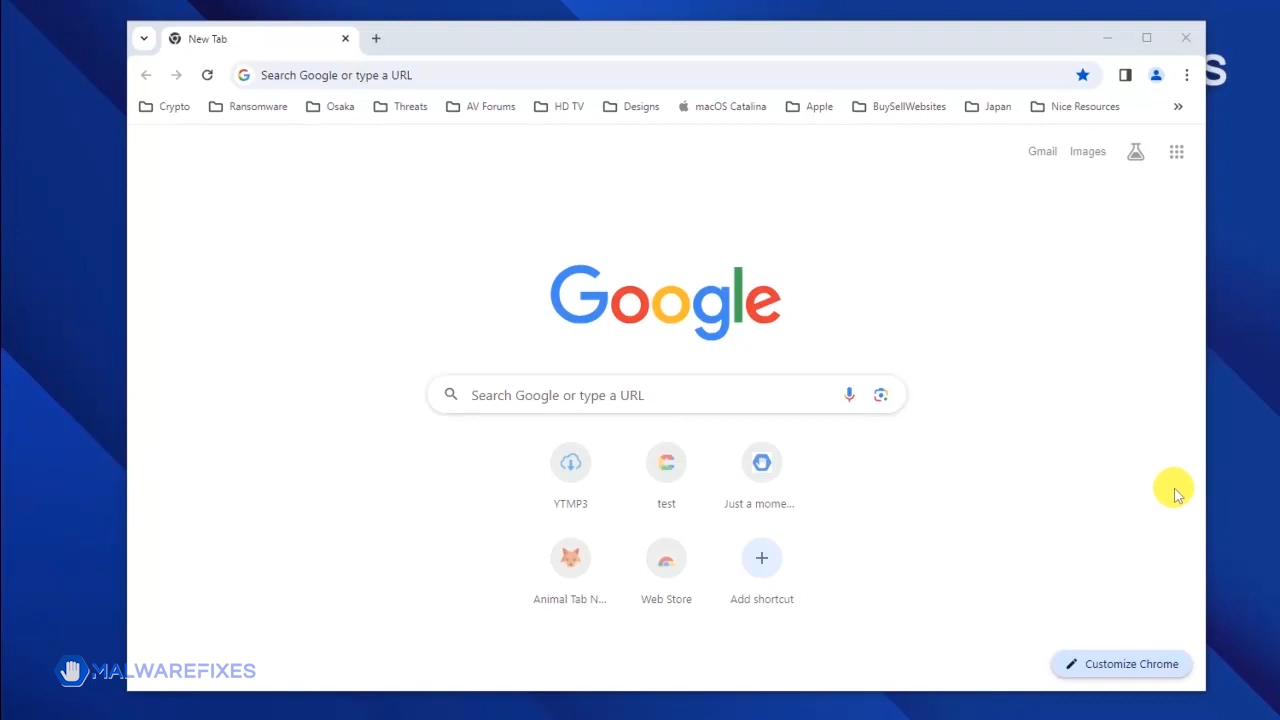 New Tab
S
Search Google or type a URL
Crypto Ransomware Osaka Threats AV Forums HD TV Designs macOS Catalina Apple BuySellWebsites Japan Nice Resources
Gmail Images
Google
Search Google or type a URL
YTMP3 test Just a mome...
Animal Tab N... Web Store Add shortcut
Customize Chrome
MALWAREFIXES